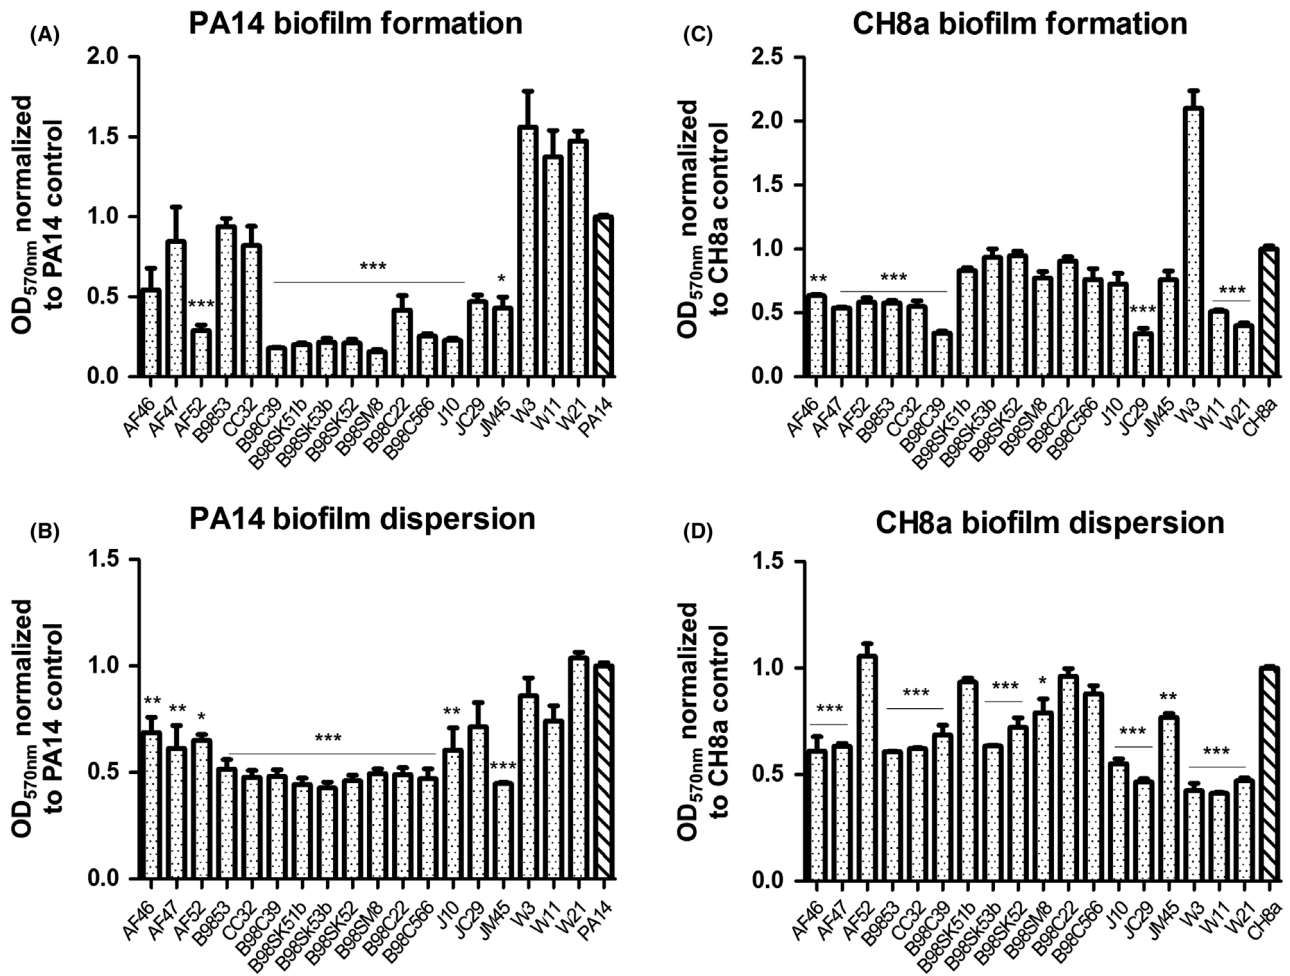 (A) PA14 biofilm formation
OD570nm normalized
to PA14 control
2.0
1.5
1.0
0.5
0.0
***
***
*
AF46 AF47 AF52 B9853 CC32 B98C39 B98SK51b B98Sk53b B98SK52 B98SM8 B98C22 B98C566 J10 JC29 JM45 W3 W11 W21 PA14
(C) CH8a biofilm formation
OD570nm normalized
to CH8a control
2.5
2.0
1.5
1.0
0.5
0.0
**
***
***
***
AF46 AF47 AF52 B9853 CC32 B98C39 B98SK51b B98Sk53b B98SK52 B98SM8 B98C22 B98C566 J10 JC29 JM45 W3 W11 W21 CH8a
(B) PA14 biofilm dispersion
OD570nm normalized
to PA14 control
1.5
1.0
0.5
0.0
**
**
*
***
**
***
AF46 AF47 AF52 B9853 CC32 B98C39 B98SK51b B98Sk53b B98SK52 B98SM8 B98C22 B98C566 J10 JC29 JM45 W3 W11 W21 PA14
(D) CH8a biofilm dispersion
OD570nm normalized
to CH8a control
1.5
1.0
0.5
0.0
***
***
***
*
***
**
***
AF46 AF47 AF52 B9853 CC32 B98C39 B98SK51b B98Sk53b B98SK52 B98SM8 B98C22 B98C566 J10 JC29 JM45 W3 W11 W21 CH8a